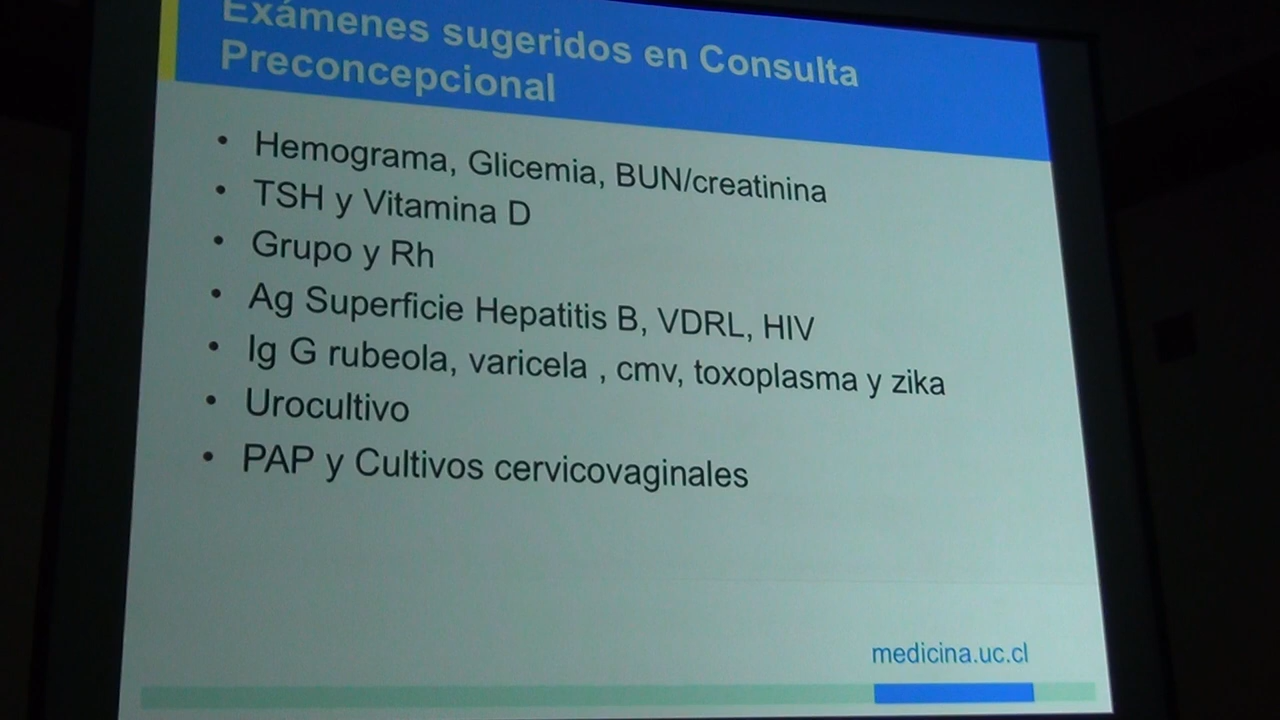 Exámenes sugeridos en Consulta
Preconcepcional
• Hemograma, Glicemia, BUN/creatinina
• TSH y Vitamina D
• Grupo y Rh
• Ag Superficie Hepatitis B, VDRL, HIV
• Ig G rubeola, varicela , cmv, toxoplasma y zika
• Urocultivo
• PAP y Cultivos cervicovaginales
medicina.uc.cl